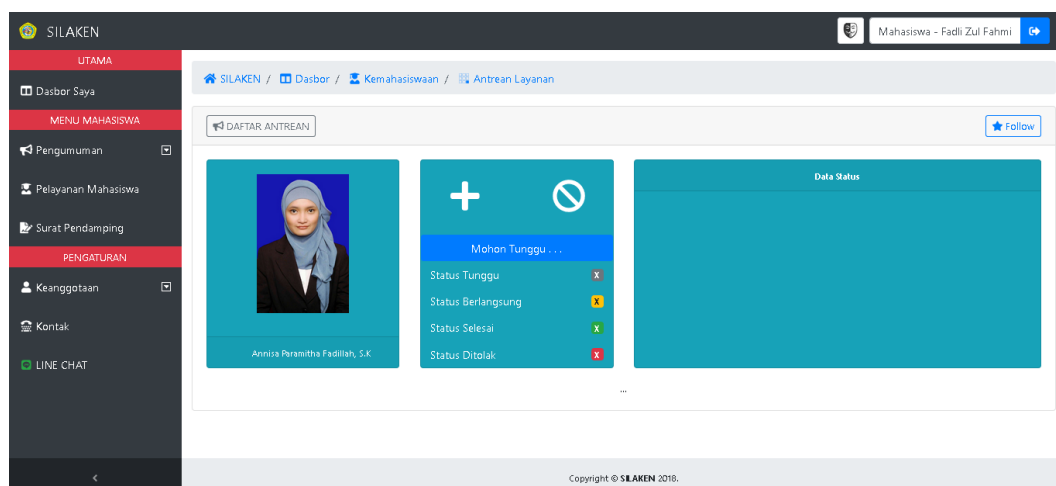 SILAKEN
Mahasiswa - Fadli Zul Fahmi
UTAMA
Dasbor Saya
MENU MAHASISWA
Pengumuman
Pelayanan Mahasiswa
Surat Pendamping
PENGATURAN
Keanggotaan
Kontak
LINE CHAT
<
SILAKEN / Dasbor / Kemahasiswaan / Antrean Layanan
DAFTAR ANTREAN
Follow
Annisa Paramitha Fadillah, S.K
Mohon Tunggu . . .
Status Tunggu X
Status Berlangsung X
Status Selesai X
Status Ditolak X
Data Status
...
Copyright © SILAKEN 2018.